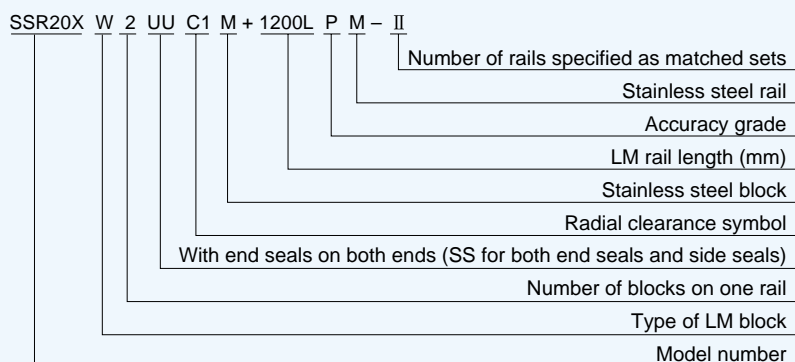 SSR20X W 2 UU C1 M + 1200L P M – Ⅱ
Number of rails specified as matched sets
Stainless steel rail
Accuracy grade
LM rail length (mm)
Stainless steel block
Radial clearance symbol
With end seals on both ends (SS for both end seals and side seals)
Number of blocks on one rail
Type of LM block
Model number